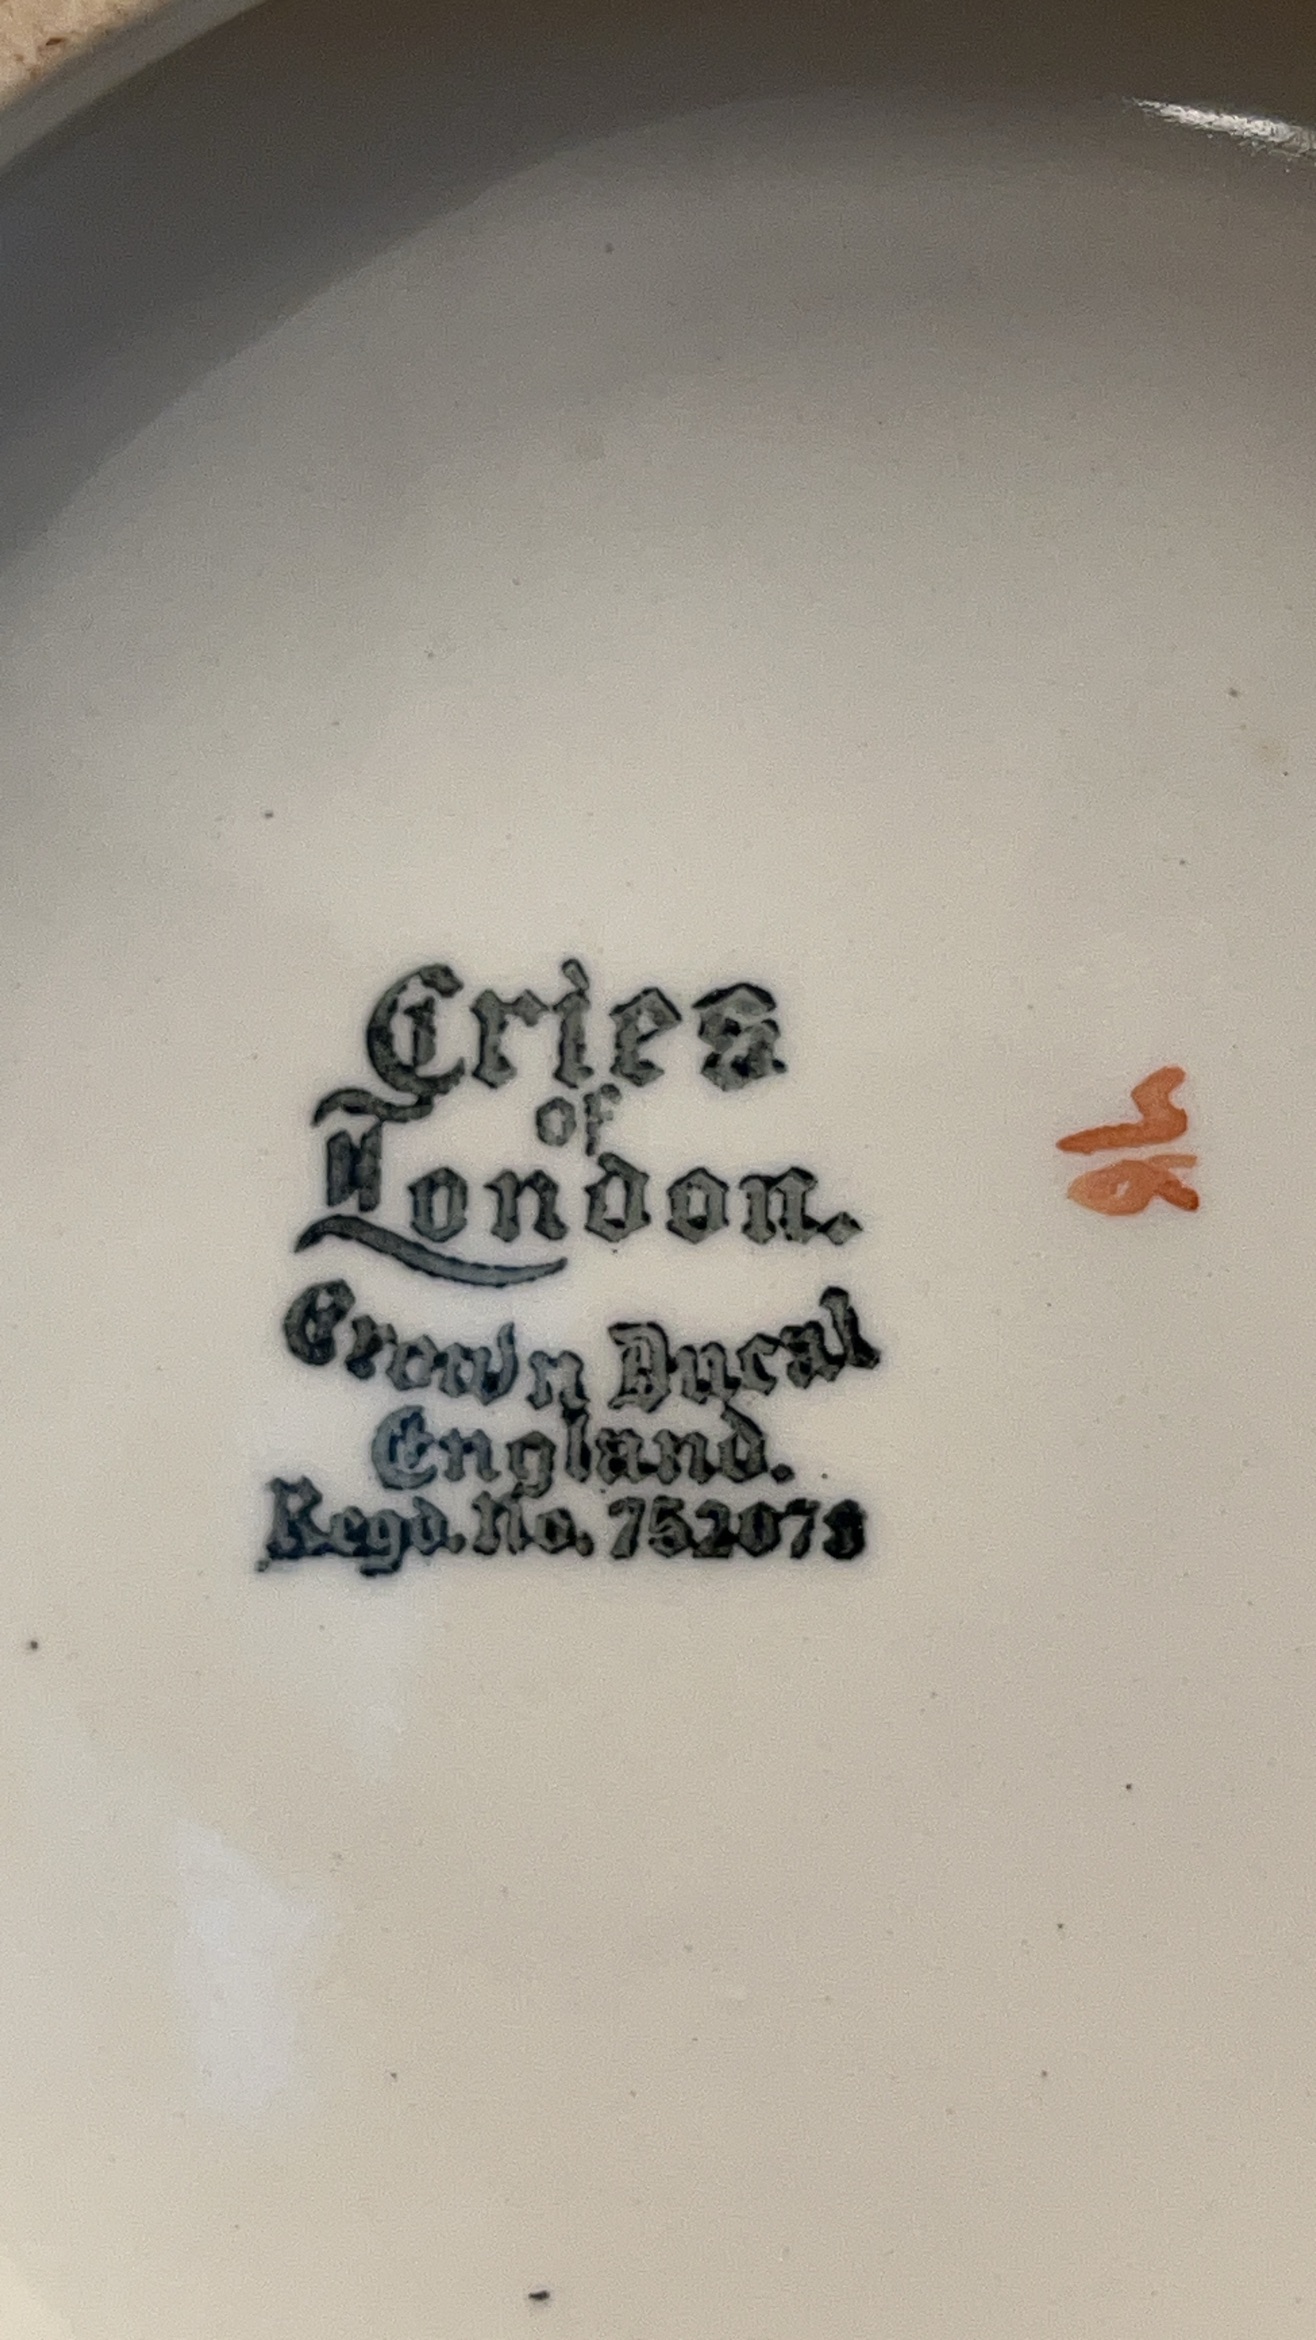 Cries
of
London.
Crown Ducal
England.
Regd. No. 752073